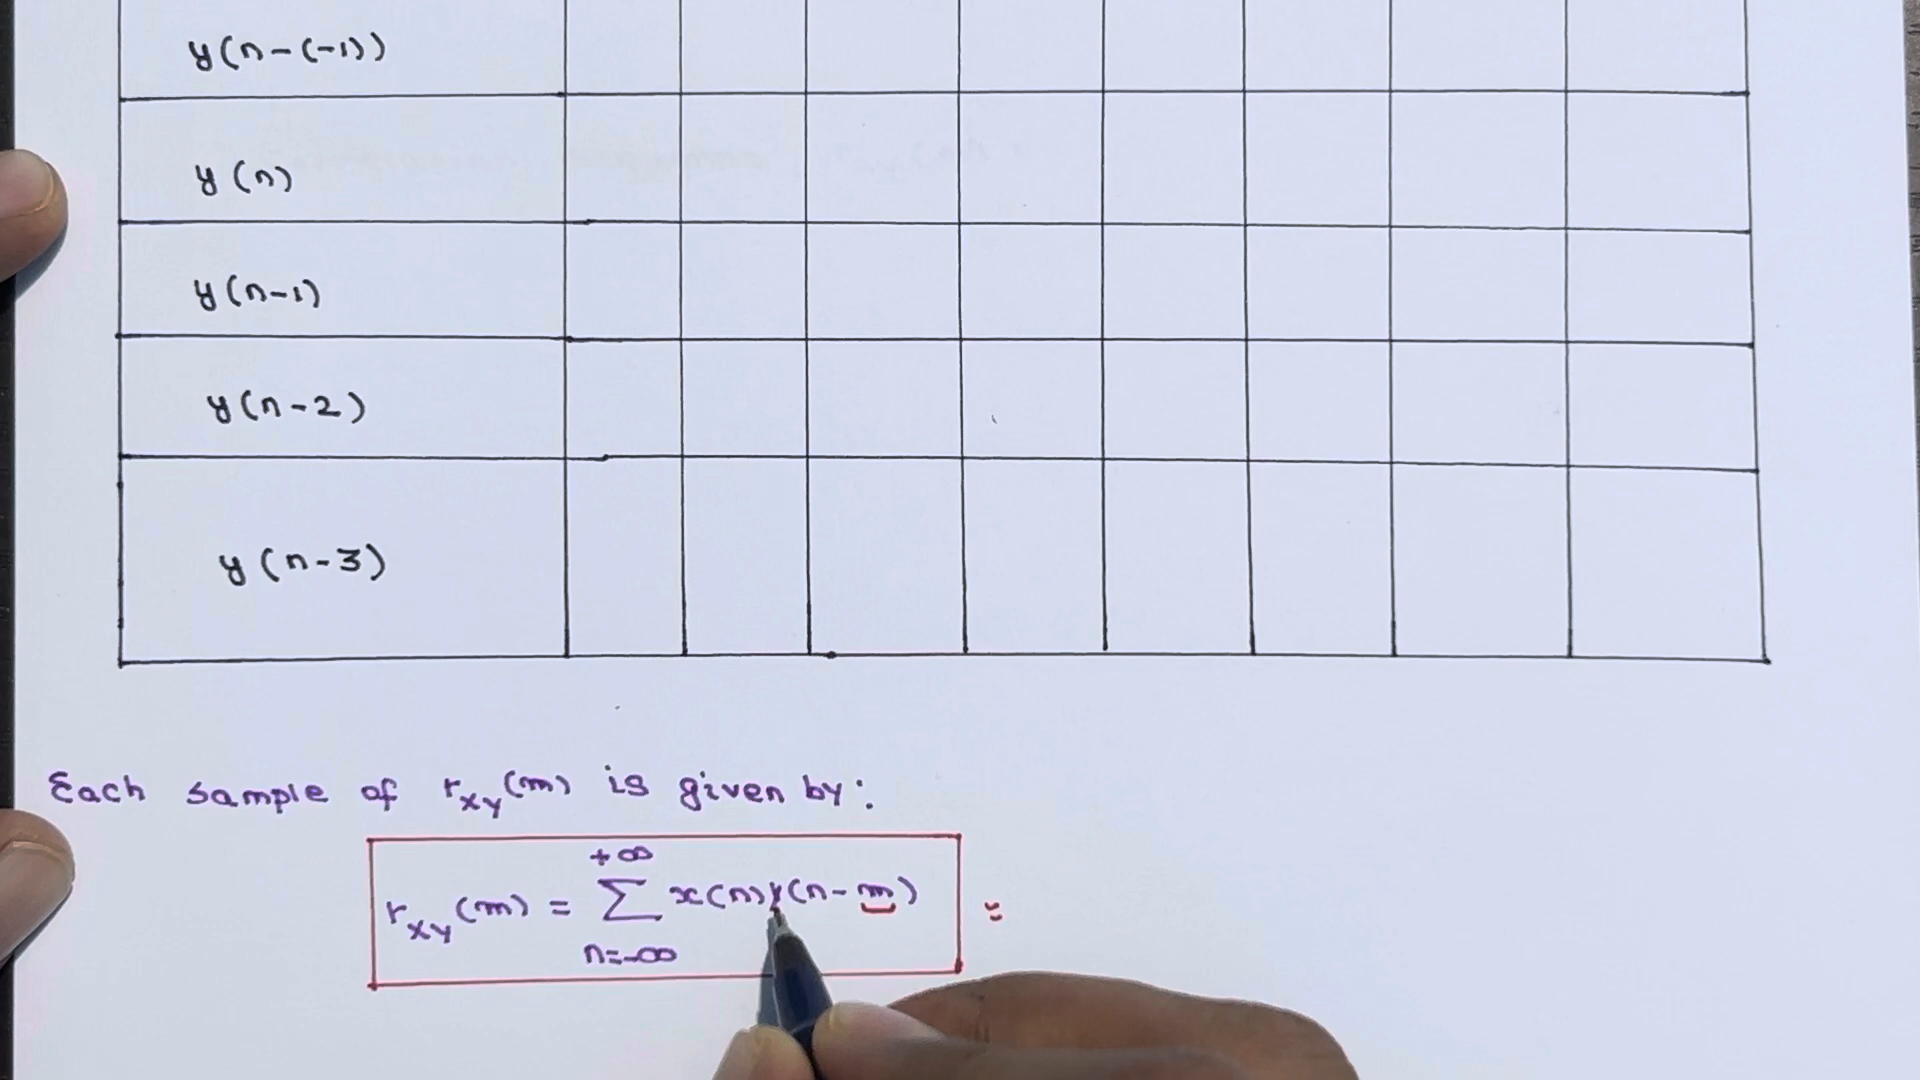 y(n-(-1))
y(n)
y(n-1)
y(n-2)
y(n-3)
Each sample of rxy(m) is given by:
+∞
rxy(m) = Σ x(n)y(n-m) =
n=-∞